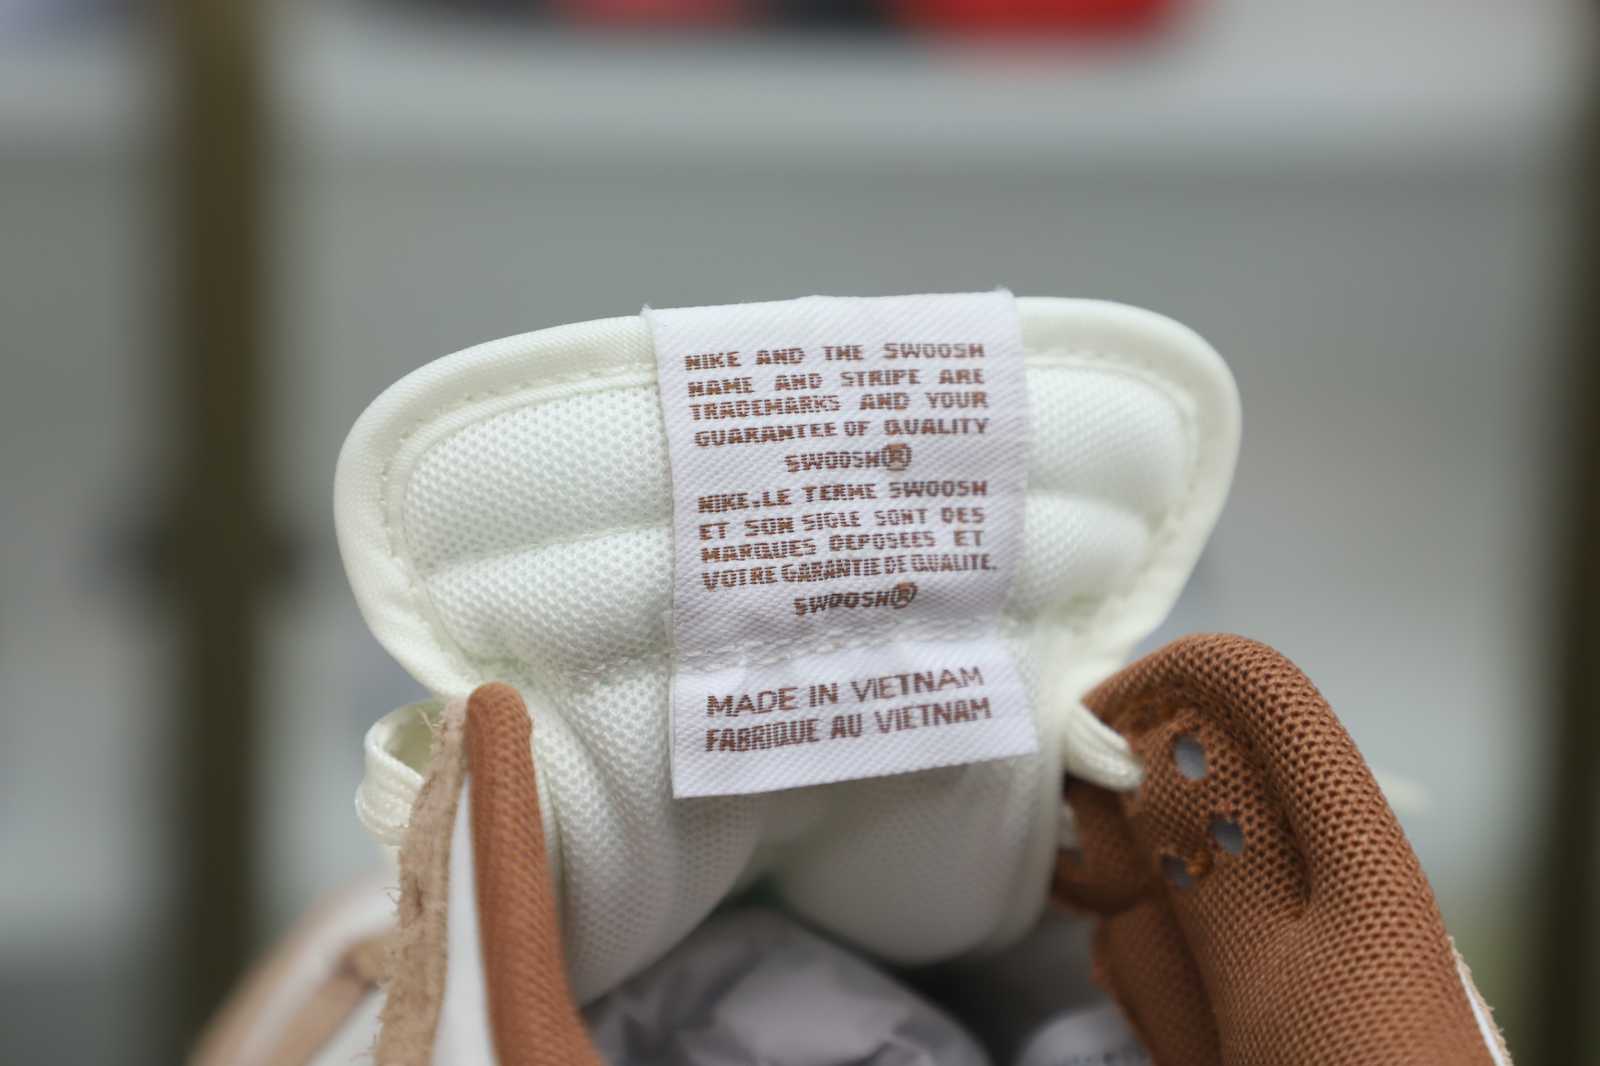 NIKE AND THE SWOOSH
NAME AND STRIPE ARE
TRADEMARKS AND YOUR
GUARANTEE OF QUALITY
SWOOSH®
NIKE.LE TERME SWOOSH
ET SON SIGLE SONT DES
MARQUES DEPOSEES ET
VOTRE GARANTIE DE QUALITE.
SWOOSH®
MADE IN VIETNAM
FABRIQUE AU VIETNAM